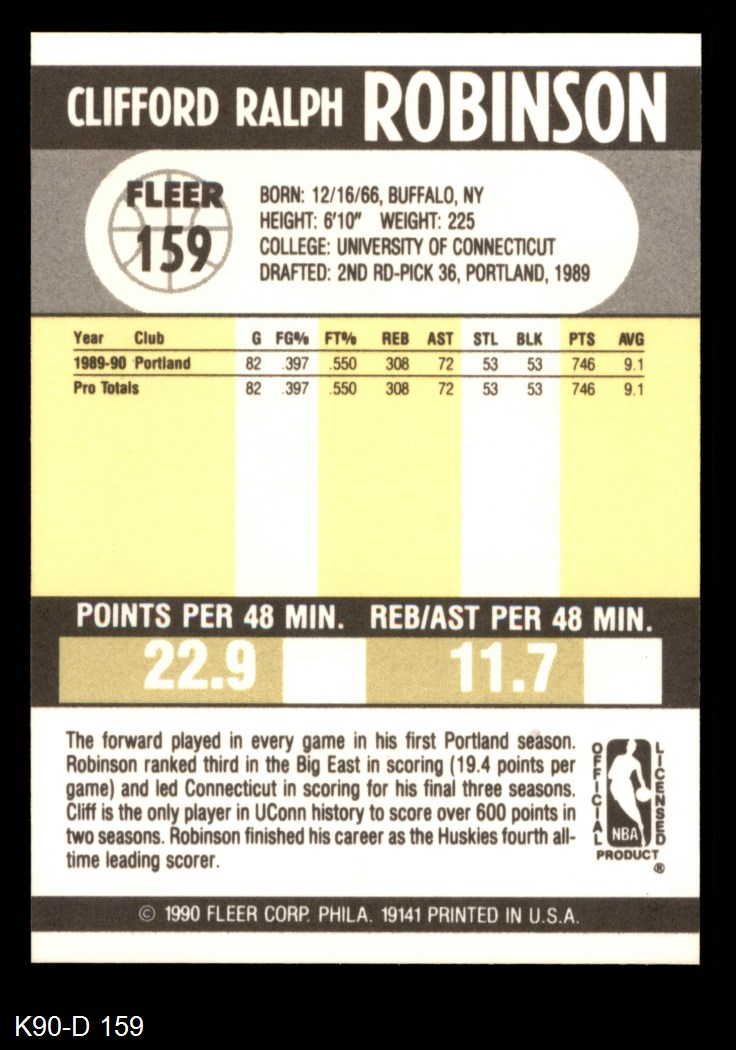 CLIFFORD RALPH ROBINSON
FLEER
159
BORN: 12/16/66, BUFFALO, NY
HEIGHT: 6'10" WEIGHT: 225
COLLEGE: UNIVERSITY OF CONNECTICUT
DRAFTED: 2ND RD-PICK 36, PORTLAND, 1989
Year Club G FG% FT% REB AST STL BLK PTS AVG
1989-90 Portland 82 .397 .550 308 72 53 53 746 9.1
Pro Totals 82 .397 .550 308 72 53 53 746 9.1
POINTS PER 48 MIN. REB/AST PER 48 MIN.
22.9 11.7
The forward played in every game in his first Portland season.
Robinson ranked third in the Big East in scoring (19.4 points per
game) and led Connecticut in scoring for his final three seasons.
Cliff is the only player in UConn history to score over 600 points in
two seasons. Robinson finished his career as the Huskies fourth all-
time leading scorer.
OFFICIAL
LICENSED
NBA
PRODUCT
®
© 1990 FLEER CORP. PHILA. 19141 PRINTED IN U.S.A.
K90-D 159